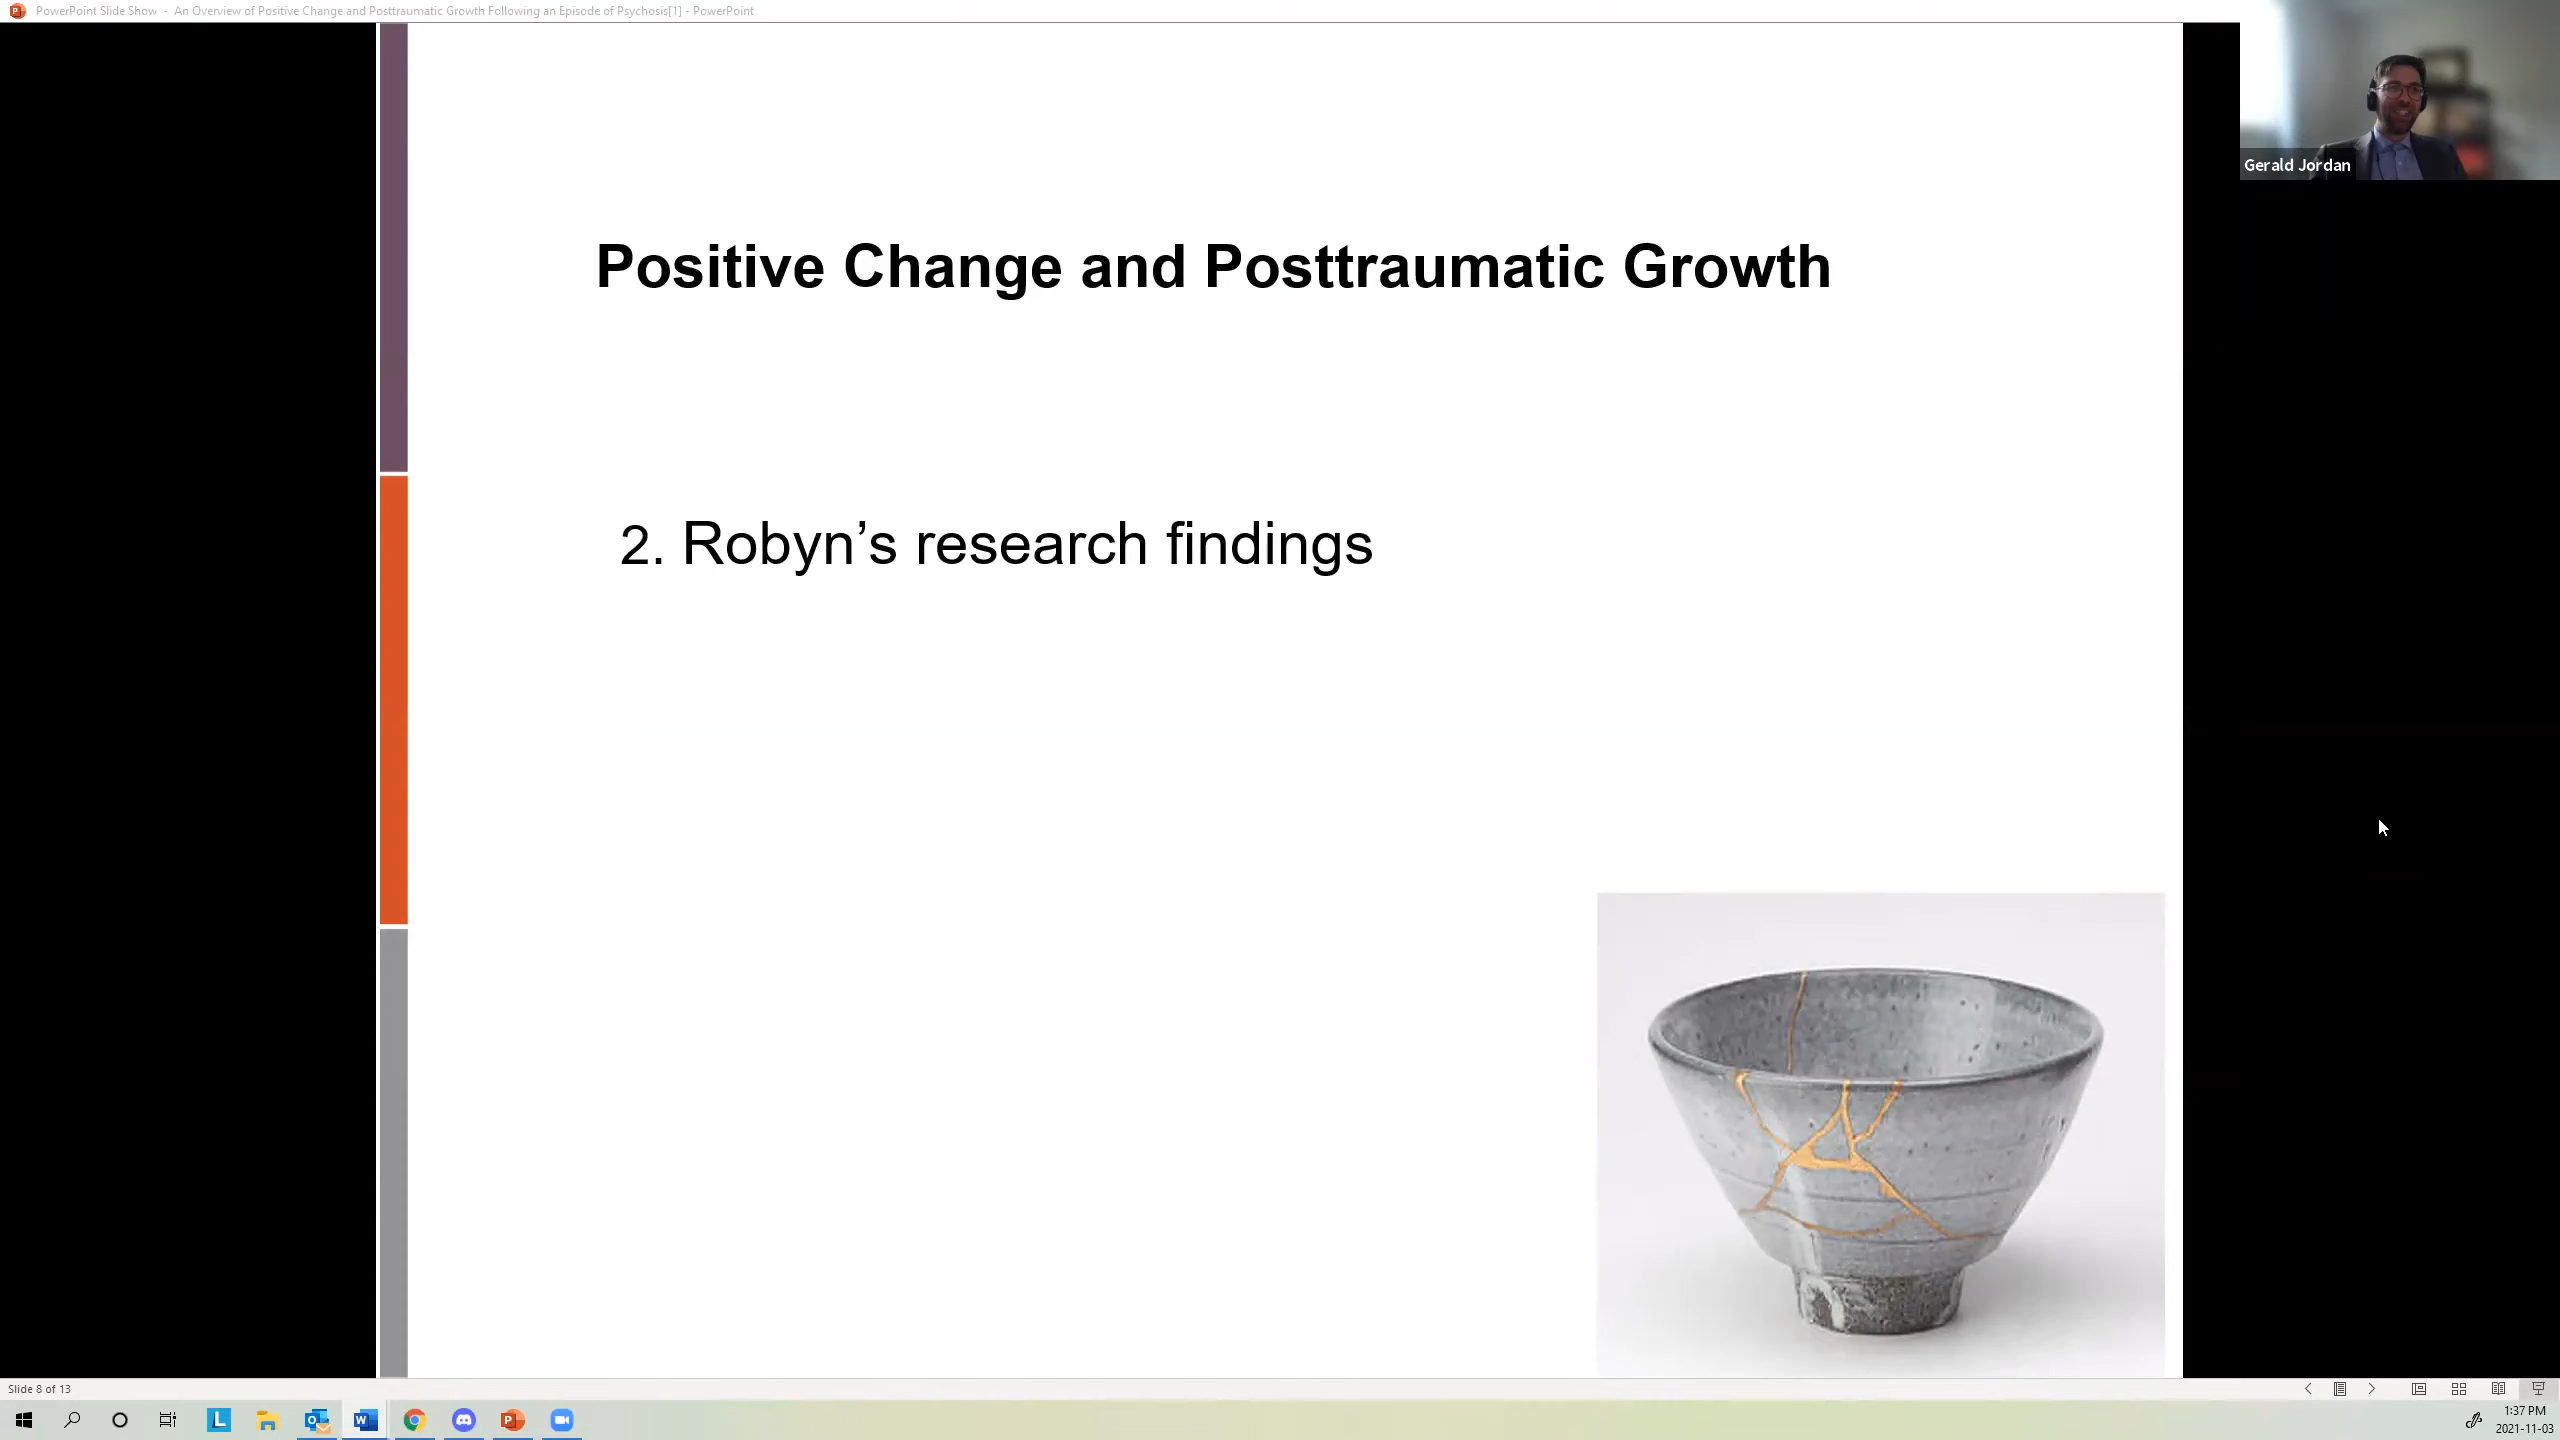 PowerPoint Slide Show - An Overview of Positive Change and Posttraumatic Growth Following an Episode of Psychosis[1] - PowerPoint
Gerald Jordan
Positive Change and Posttraumatic Growth
2. Robyn’s research findings
Slide 8 of 13
1:37 PM
2021-11-03